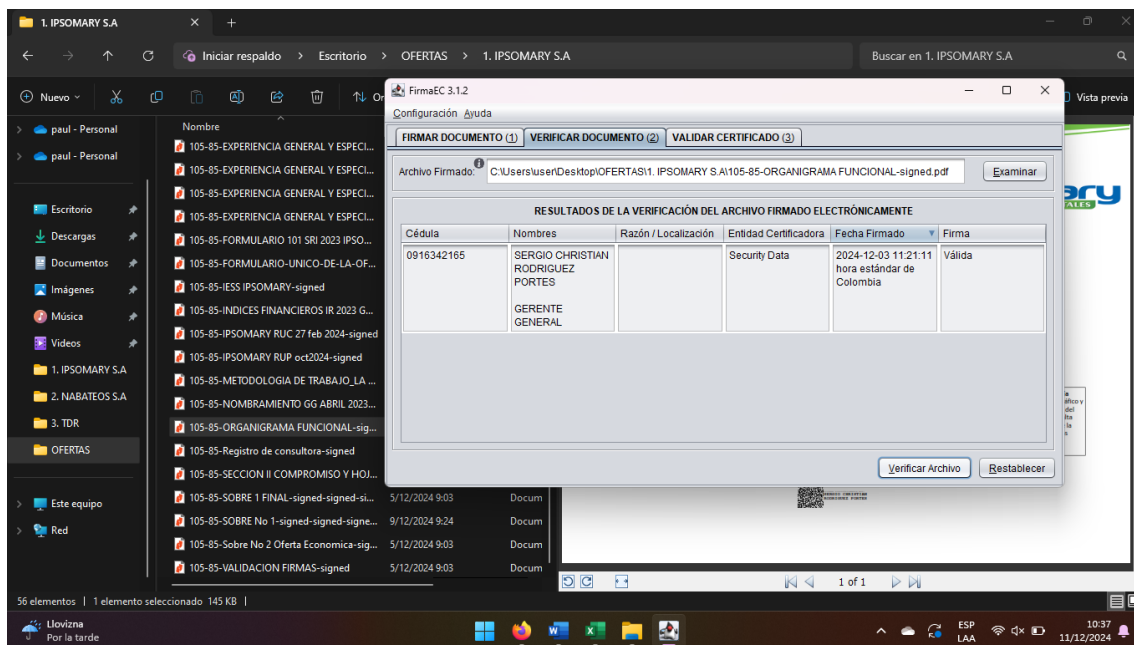 1. IPSOMARY S.A
Iniciar respaldo > Escritorio > OFERTAS > 1. IPSOMARY S.A
Buscar en 1. IPSOMARY S.A
Nuevo
Or
Vista previa
paul - Personal
paul - Personal
Escritorio
Descargas
Documentos
Imágenes
Música
Videos
1. IPSOMARY S.A
2. NABATEOS S.A
3. TDR
OFERTAS
Este equipo
Red
Nombre
105-85-EXPERIENCIA GENERAL Y ESPECI...
105-85-EXPERIENCIA GENERAL Y ESPECI...
105-85-EXPERIENCIA GENERAL Y ESPECI...
105-85-EXPERIENCIA GENERAL Y ESPECI...
105-85-FORMULARIO 101 SRI 2023 IPSO...
105-85-FORMULARIO-UNICO-DE-LA-OF...
105-85-IESS IPSOMARY-signed
105-85-INDICES FINANCIEROS IR 2023 G...
105-85-IPSOMARY RUC 27 feb 2024-signed
105-85-IPSOMARY RUP oct2024-signed
105-85-METODOLOGIA DE TRABAJO_LA ...
105-85-NOMBRAMIENTO GG ABRIL 2023...
105-85-ORGANIGRAMA FUNCIONAL-sig...
105-85-Registro de consultora-signed
105-85-SECCION II COMPROMISO Y HOJ...
105-85-SOBRE 1 FINAL-signed-signed-si... 5/12/2024 9:03 Docum
105-85-SOBRE No 1-signed-signed-signe... 9/12/2024 9:24 Docum
105-85-Sobre No 2 Oferta Economica-sig... 5/12/2024 9:03 Docum
105-85-VALIDACION FIRMAS-signed 5/12/2024 9:03 Docum
FirmaEC 3.1.2
Configuración Ayuda
FIRMAR DOCUMENTO (1) VERIFICAR DOCUMENTO (2) VALIDAR CERTIFICADO (3)
Archivo Firmado: C:\Users\user\Desktop\OFERTAS\1. IPSOMARY S.A\105-85-ORGANIGRAMA FUNCIONAL-signed.pdf Examinar
RESULTADOS DE LA VERIFICACIÓN DEL ARCHIVO FIRMADO ELECTRÓNICAMENTE
Cédula Nombres Razón / Localización Entidad Certificadora Fecha Firmado Firma
0916342165 SERGIO CHRISTIAN Security Data 2024-12-03 11:21:11 Válida
RODRIGUEZ hora estándar de
PORTES Colombia
GERENTE
GENERAL
Verificar Archivo Restablecer
1 of 1
56 elementos | 1 elemento seleccionado 145 KB |
Llovizna
Por la tarde
ESP
LAA
10:37
11/12/2024